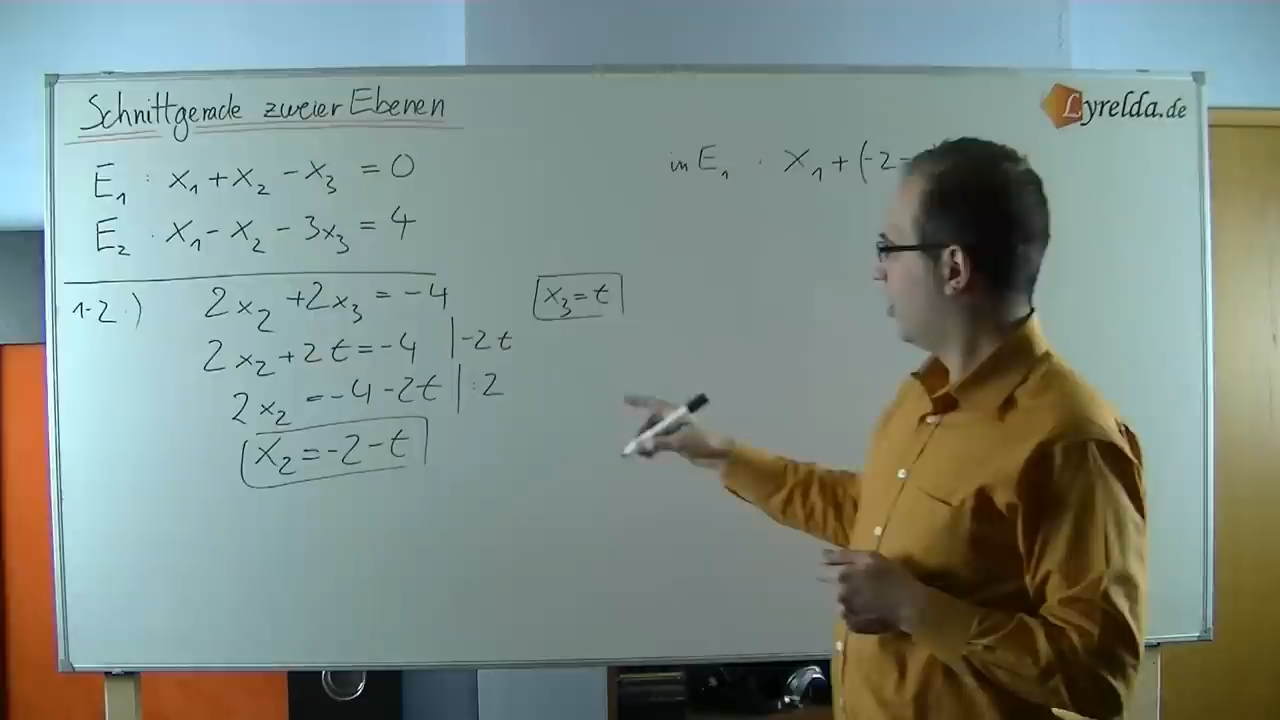 Schnittgerade zweier Ebenen
E₁ : x₁ + x₂ - x₃ = 0
E₂ : x₁ - x₂ - 3x₃ = 4
1-2.) 2x₂ + 2x₃ = -4
x₃ = t
2x₂ + 2t = -4 | -2t
2x₂ = -4 - 2t | :2
x₂ = -2 - t
Lyrelda.de
in E₁ : x₁ + (-2 -